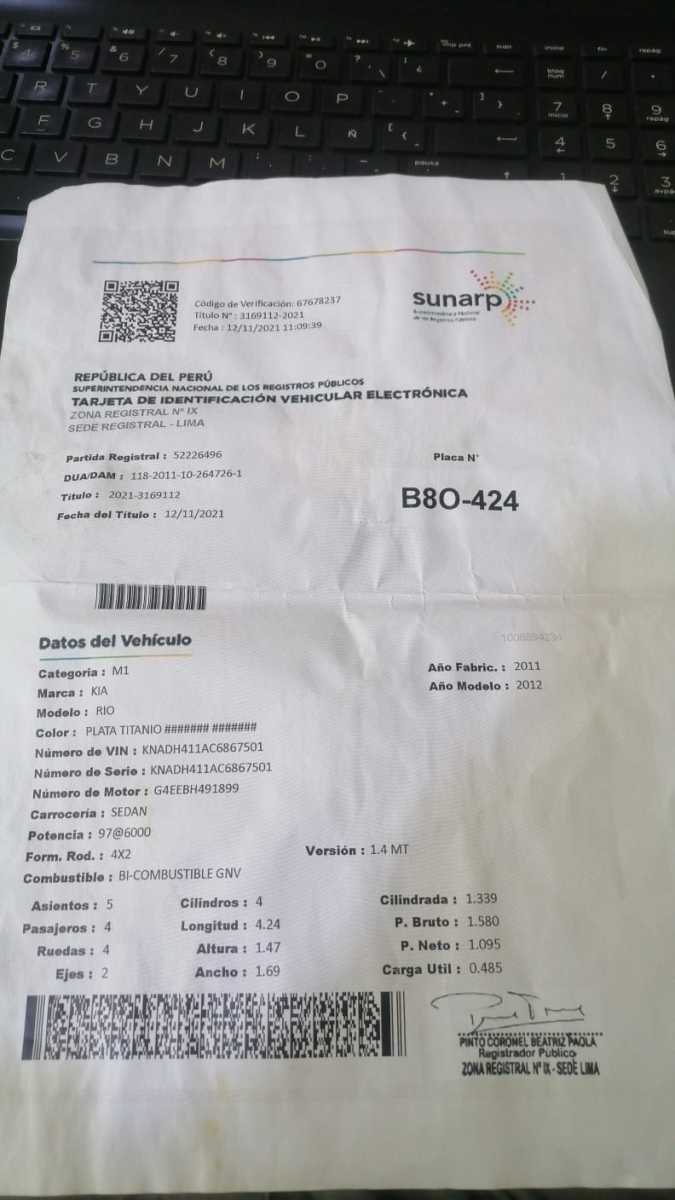 Código de Verificación: 67678237
Título N° : 3169112-2021
Fecha : 12/11/2021 11:09:39
sunarp
Superintendencia Nacional
de los Registros Públicos
REPÚBLICA DEL PERÚ
SUPERINTENDENCIA NACIONAL DE LOS REGISTROS PÚBLICOS
TARJETA DE IDENTIFICACIÓN VEHICULAR ELECTRÓNICA
ZONA REGISTRAL N° IX
SEDE REGISTRAL - LIMA
Partida Registral : 52226496
Placa N°
DUA/DAM : 118-2011-10-264726-1
B8O-424
Título : 2021-3169112
Fecha del Título : 12/11/2021
Datos del Vehículo
Categoria : M1
Año Fabric. : 2011
Marca : KIA
Año Modelo : 2012
Modelo : RIO
Color : PLATA TITANIO ####### #######
Número de VIN : KNADH411AC6867501
Número de Serie : KNADH411AC6867501
Número de Motor : G4EEBH491899
Carrocería : SEDAN
Potencia : 97@6000
Form. Rod. : 4X2
Versión : 1.4 MT
Combustible : BI-COMBUSTIBLE GNV
Asientos : 5 Cilindros : 4 Cilindrada : 1.339
Pasajeros : 4 Longitud : 4.24 P. Bruto : 1.580
Ruedas : 4 Altura : 1.47 P. Neto : 1.095
Ejes : 2 Ancho : 1.69 Carga Util : 0.485
PINTO CORONEL BEATRIZ PAOLA
Registrador Publico
ZONA REGISTRAL N° IX - SEDE LIMA